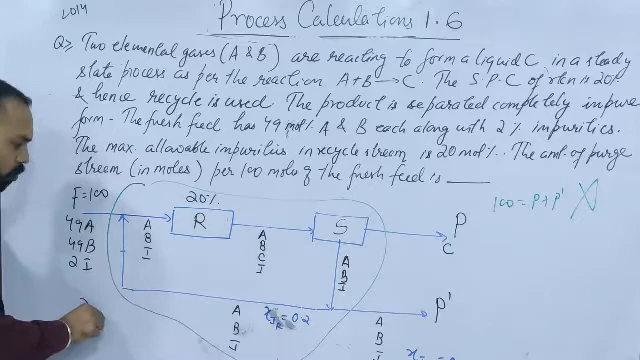 2014
Process Calculations 1.6
Q> Two elemental gases (A & B) are reacting to form a liquid C in a steady
state process as per the reaction A+B → C. The S.P.C of rxn is 20%
& hence recycle is used. The product is separated completely in pure
form. The fresh feed has 49 mol% A & B each along with 2% impurities.
The max. allowable impurities in recycle stream is 20 mol%. The amt. of purge
stream (in moles) per 100 mols of the fresh feed is
100 = P + P'
F=100
20%
49A
49B
2I
A
B
I
R
A
B
C
I
S
P
C
A
B
I
A
B
I
x_IR = 0.2
P'
A
B
I